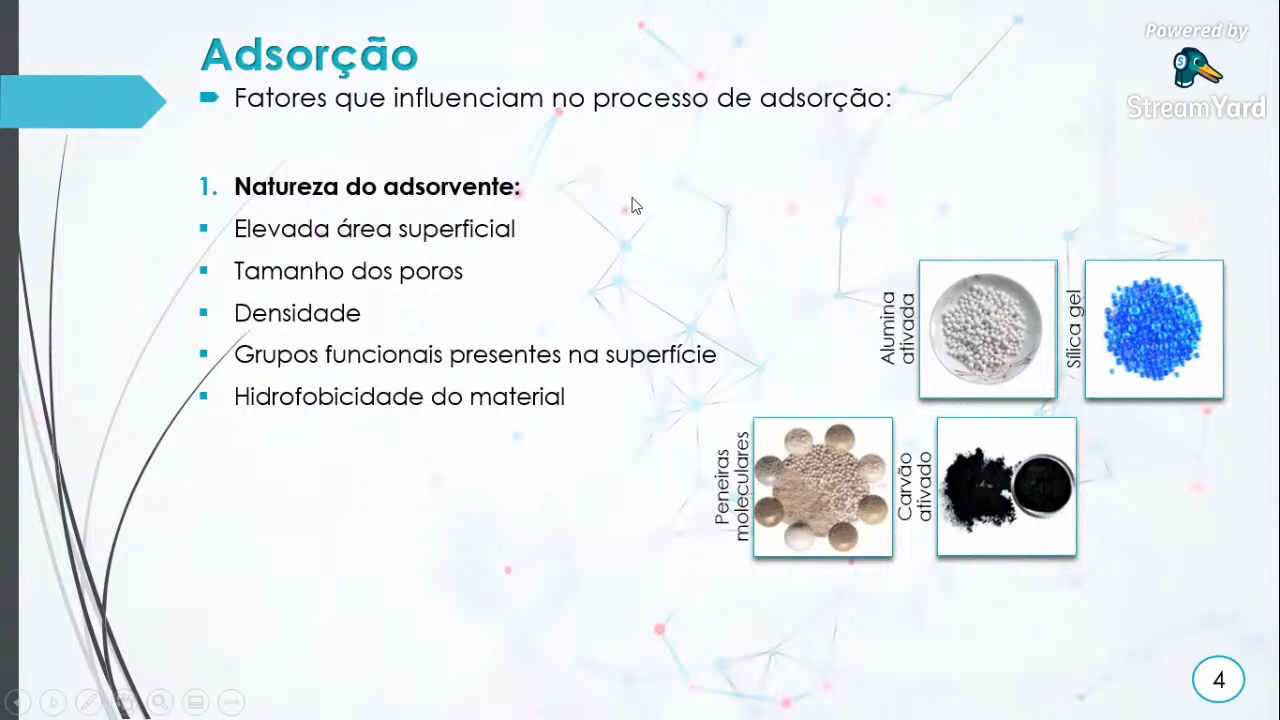 Adsorção
Powered by
StreamYard
Fatores que influenciam no processo de adsorção:
1. Natureza do adsorvente:
Elevada área superficial
Tamanho dos poros
Densidade
Grupos funcionais presentes na superfície
Hidrofobicidade do material
Alumina
ativada
Sílica gel
Peneiras
moleculares
Carvão
ativado
4